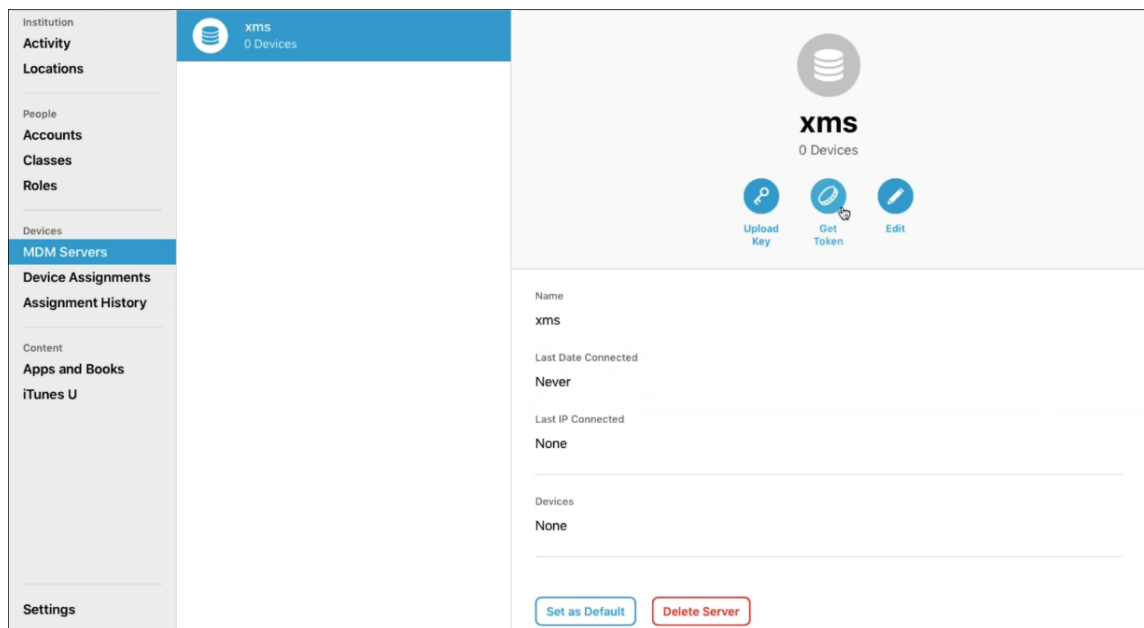 Institution
Activity
Locations
People
Accounts
Classes
Roles
Devices
MDM Servers
Device Assignments
Assignment History
Content
Apps and Books
iTunes U
Settings
xms
0 Devices
xms
0 Devices
Upload Key
Get Token
Edit
Name
xms
Last Date Connected
Never
Last IP Connected
None
Devices
None
Set as Default
Delete Server